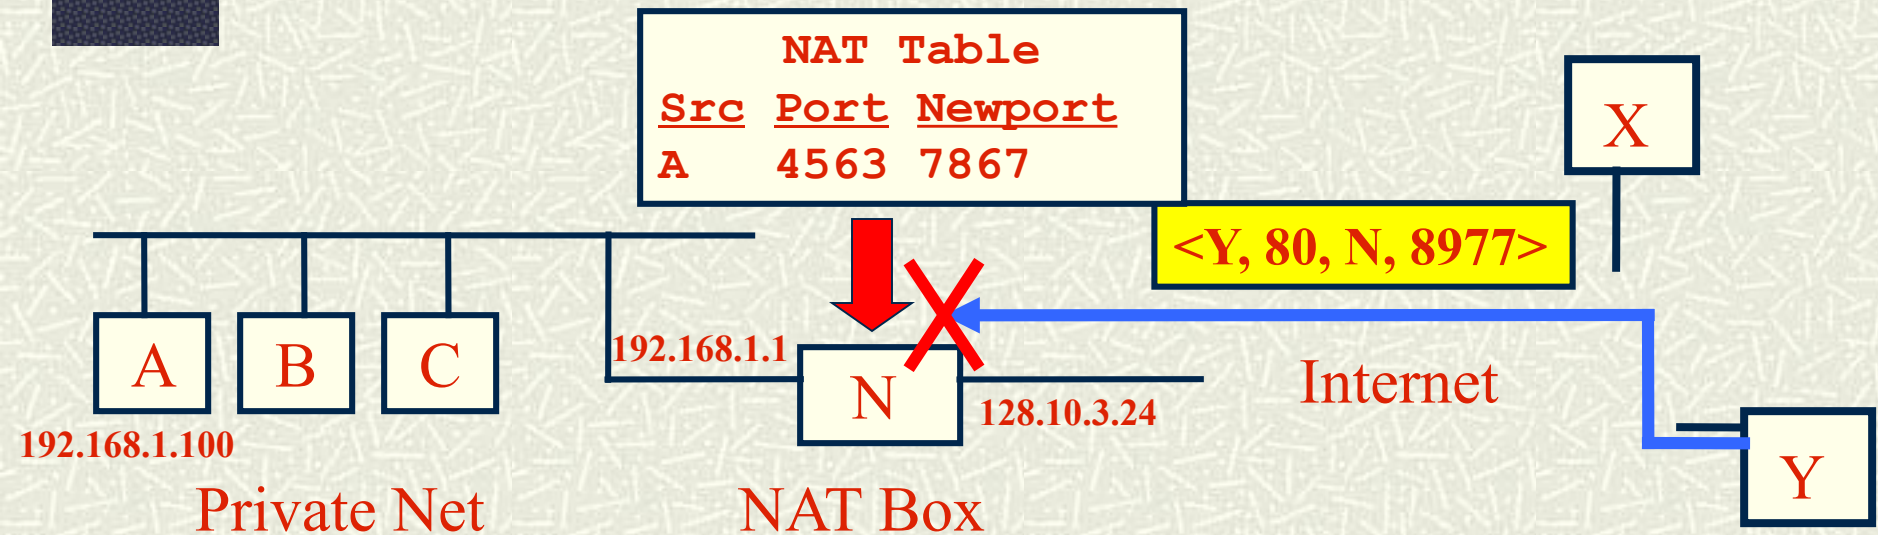 NAT Table
Src Port Newport
A 4563 7867
X
<Y, 80, N, 8977>
A
B
C
192.168.1.1
N
128.10.3.24
Internet
192.168.1.100
Y
Private Net
NAT Box